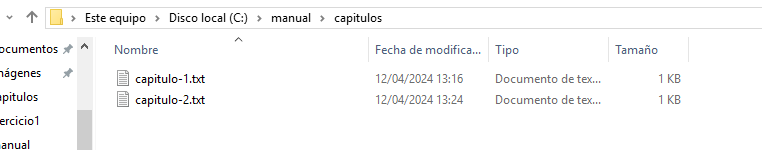 Este equipo > Disco local (C:) > manual > capitulos
Nombre Fecha de modifica... Tipo Tamaño
ocumentos
mágenes
capitulo-1.txt 12/04/2024 13:16 Documento de tex... 1 KB
apitulos
capitulo-2.txt 12/04/2024 13:24 Documento de tex... 1 KB
ercicio1
anual